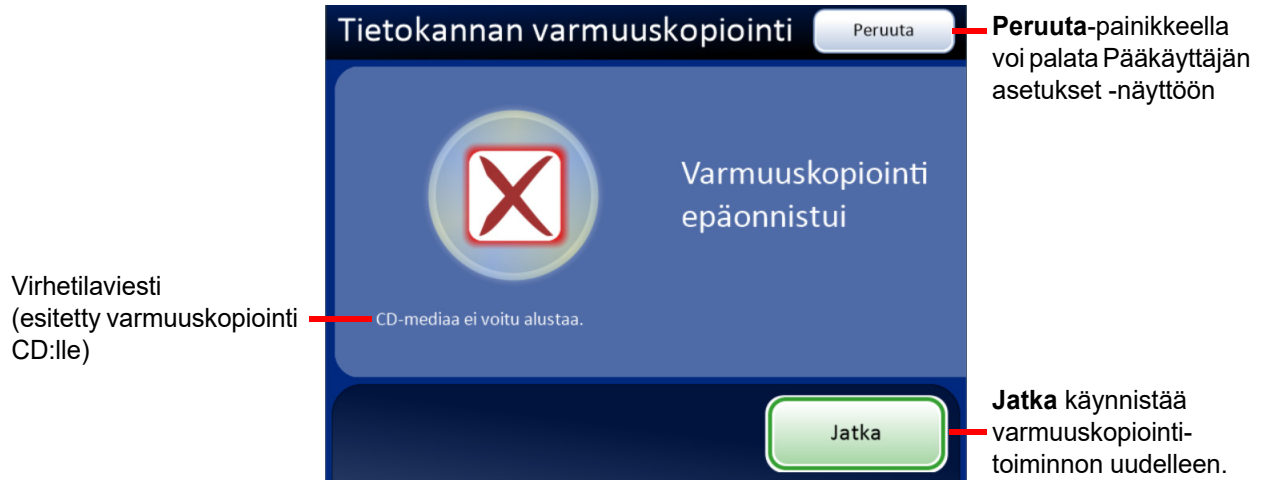 Tietokannan varmuuskopiointi
Peruuta
Peruuta-painikkeella
voi palata Pääkäyttäjän
asetukset -näyttöön
Varmuuskopiointi
epäonnistui
Virhetilaviesti
(esitetty varmuuskopiointi
CD:lle)
CD-mediaa ei voitu alustaa.
Jatka
Jatka käynnistää
varmuuskopiointi-
toiminnon uudelleen.